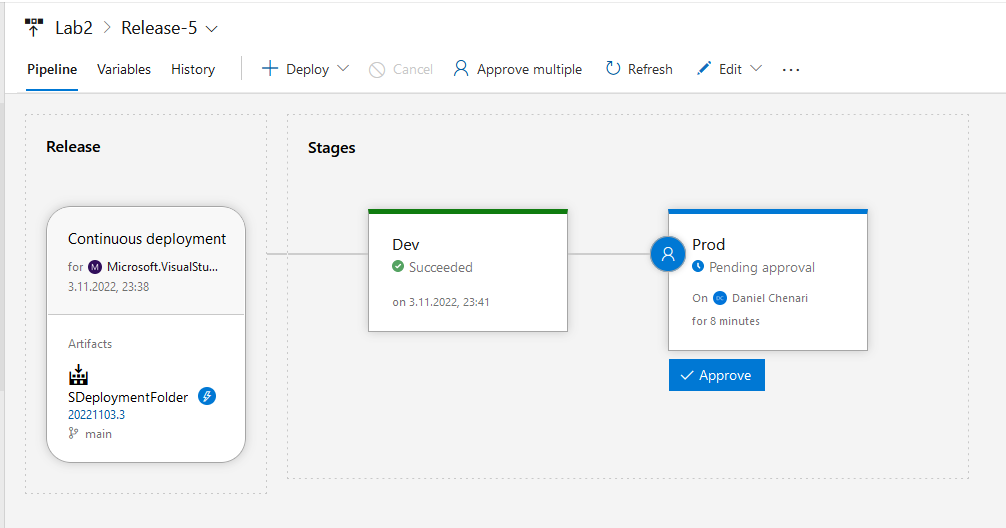 Lab2 > Release-5
Pipeline Variables History + Deploy Cancel Approve multiple Refresh Edit ...
Release
Stages
Continuous deployment
for M Microsoft.VisualStu...
3.11.2022, 23:38
Artifacts
SDeploymentFolder
20221103.3
main
Dev
Succeeded
on 3.11.2022, 23:41
Prod
Pending approval
On DC Daniel Chenari
for 8 minutes
Approve